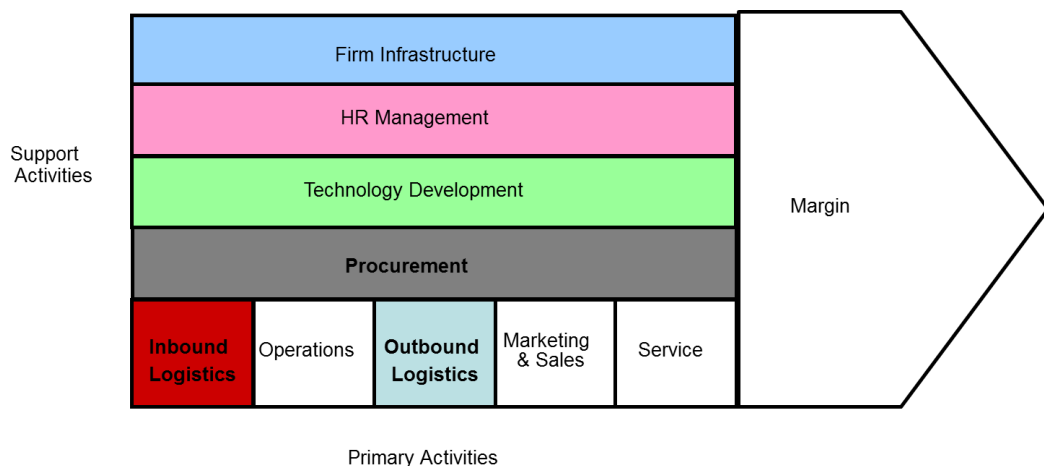 Firm Infrastructure
HR Management
Support
Activities
Technology Development
Margin
Procurement
Inbound
Logistics
Operations
Outbound
Logistics
Marketing
& Sales
Service
Primary Activities